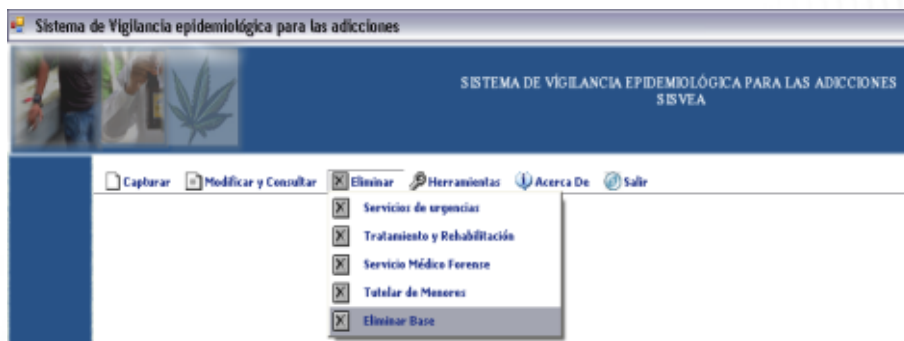 Sistema de Vigilancia epidemiológica para las adicciones
SISTEMA DE VÍGILANCIA EPIDEMIOLÓGICA PARA LAS ADICCIONES
SISVEA
Capturar Modificar y Consultar Eliminar Herramientas Acerca De Salir
Servicios de urgencias
Tratamiento y Rehabilitación
Servicio Médico Forense
Tutelar de Menores
Eliminar Base